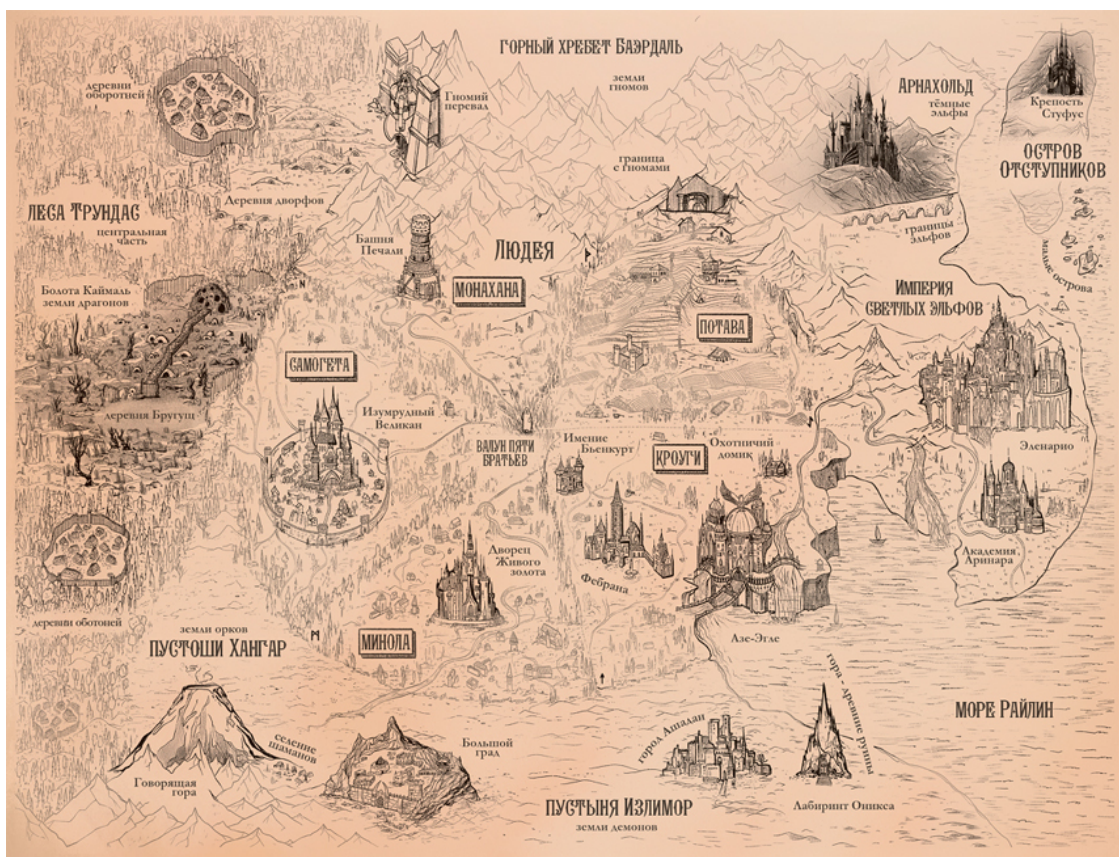 ГОРНЫЙ ХРЕБЕТ БАЭРДАЛЬ
земли
гномов
деревни
оборотней
Гномий
перевал
АРНАХОЛЬД
тёмные
эльфы
Крепость
Стуфус
ОСТРОВ
ОТСТУПНИКОВ
граница
с гномами
Деревня дворфов
ЛЕСА ТРУНДАС
центральная
часть
границы
эльфов
малые острова
Башня
Печали
ЛЮДЕЯ
МОНАХАНА
Болота Каймаль
земли драгонов
ИМПЕРИЯ
СВЕТЛЫХ ЭЛЬФОВ
ПОТАВА
САМОГЕТА
деревня Бругущ
Изумрудный
Великан
ВАЛУН ПЯТИ
БРАТЬЕВ
Имение
Бьенкурт
КРОУГИ
Охотничий
домик
Эленарио
Дворец
Живого
золота
Фебрана
Академия
Аринара
деревни оботоней
земли орков
ПУСТОШИ ХАНГАР
МИНОЛА
Азе-Эгле
МОРЕ РАЙЛИН
селение
шаманов
Большой
град
город Ашадан
гора - древние руины
Говорящая
гора
Лабиринт Оникса
ПУСТЫНЯ ИЗЛИМОР
земли демонов